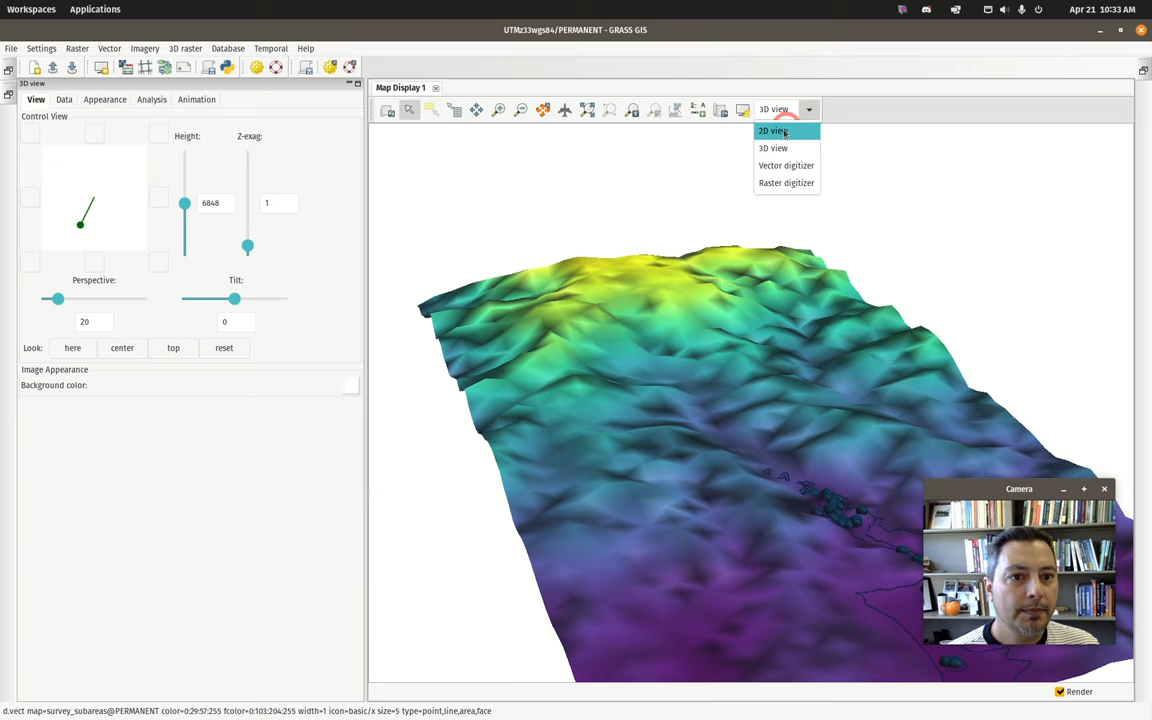 Workspaces Applications Apr 21 10:33 AM
UTMz33wgs84/PERMANENT - GRASS GIS
File Settings Raster Vector Imagery 3D raster Database Temporal Help
3D view
View Data Appearance Analysis Animation
Control View
Height: Z-exag:
6848 1
Perspective: Tilt:
20 0
Look: here center top reset
Image Appearance
Background color:
Map Display 1
3D view
2D view
3D view
Vector digitizer
Raster digitizer
Camera
Render
d.vect map=survey_subareas@PERMANENT color=0:29:57:255 fcolor=0:103:204:255 width=1 icon=basic/x size=5 type=point,line,area,face